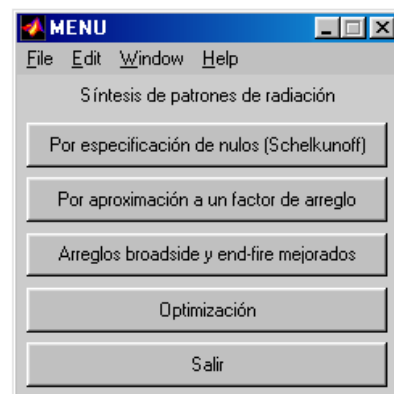 MENU
File Edit Window Help
Síntesis de patrones de radiación
Por especificación de nulos (Schelkunoff)
Por aproximación a un factor de arreglo
Arreglos broadside y end-fire mejorados
Optimización
Salir